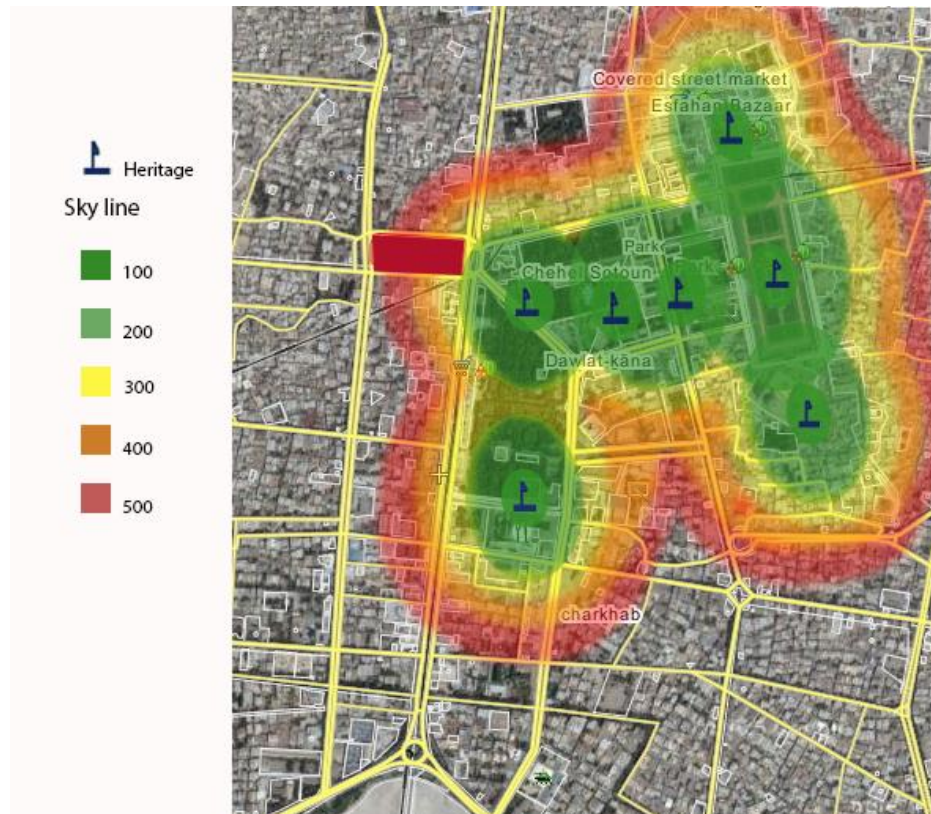 Heritage
Sky line
100
200
300
400
500
Covered street market
Esfahan Bazaar
Park
Park
Chehel Sotoun
Dawlat-kāna
charkhab